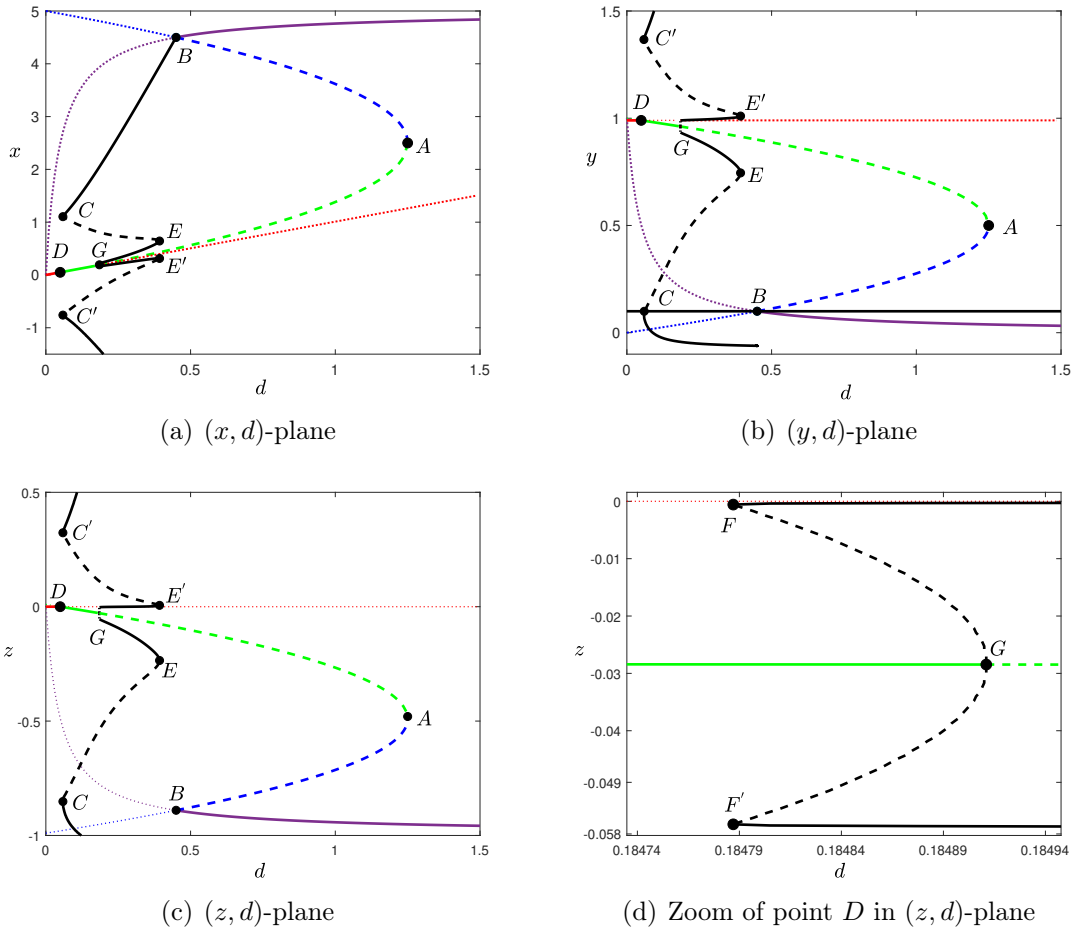 5
4
3
2
1
0
-1
x
B
A
C
D
G
E
E'
C'
0
0.5
1
1.5
d
(a) (x, d)-plane
1.5
1
0.5
0
y
C'
D
E'
G
E
A
C
B
0
0.5
1
1.5
d
(b) (y, d)-plane
0.5
0
-0.5
-1
z
C'
D
E'
G
E
A
C
B
0
0.5
1
1.5
d
(c) (z, d)-plane
0
-0.01
-0.02
-0.03
-0.04
-0.049
-0.058
z
F
G
F'
0.18474
0.18479
0.18484
0.18489
0.18494
d
(d) Zoom of point D in (z, d)-plane